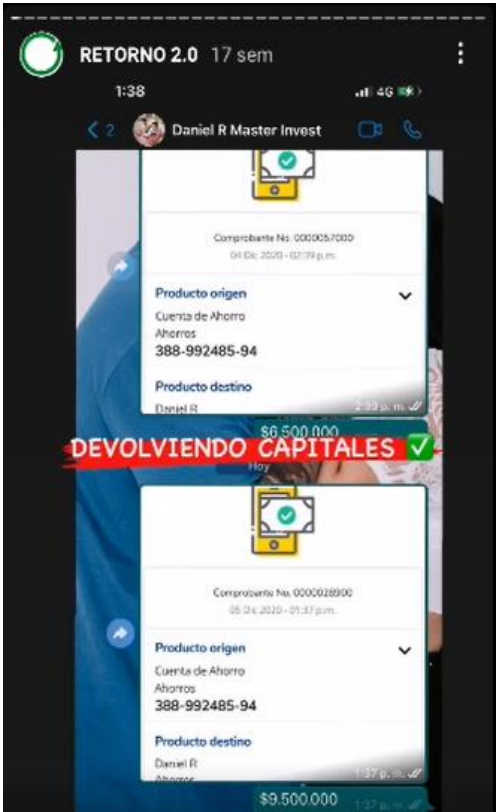 RETORNO 2.0 17 sem
1:38
4G
2 Daniel R Master Invest
Comprobante No. 0000057000
04 Dic 2020 - 02:39 p.m.
Producto origen
Cuenta de Ahorro
Ahorros
388-992485-94
Producto destino
Daniel R
2:39 p. m.
$6.500.000
DEVOLVIENDO CAPITALES
Hoy
Comprobante No. 0000028900
05 Dic 2020 - 01:37 p.m.
Producto origen
Cuenta de Ahorro
Ahorros
388-992485-94
Producto destino
Daniel R
Ahorros
1:37 p. m.
$9.500.000
1:37 p. m.